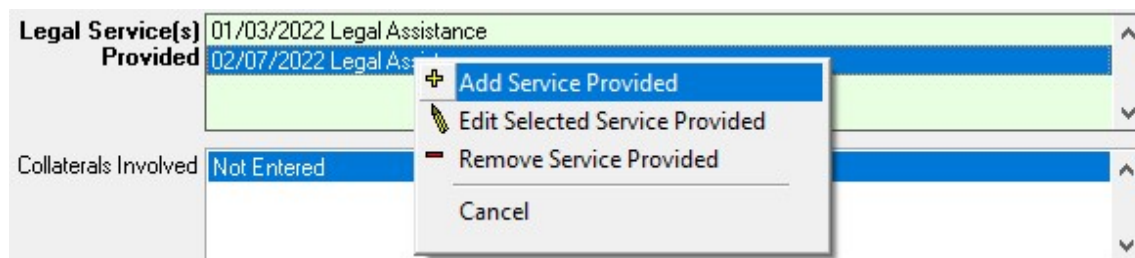 Legal Service(s) Provided
01/03/2022 Legal Assistance
02/07/2022 Legal
Add Service Provided
Edit Selected Service Provided
Remove Service Provided
Cancel
Collaterals Involved
Not Entered